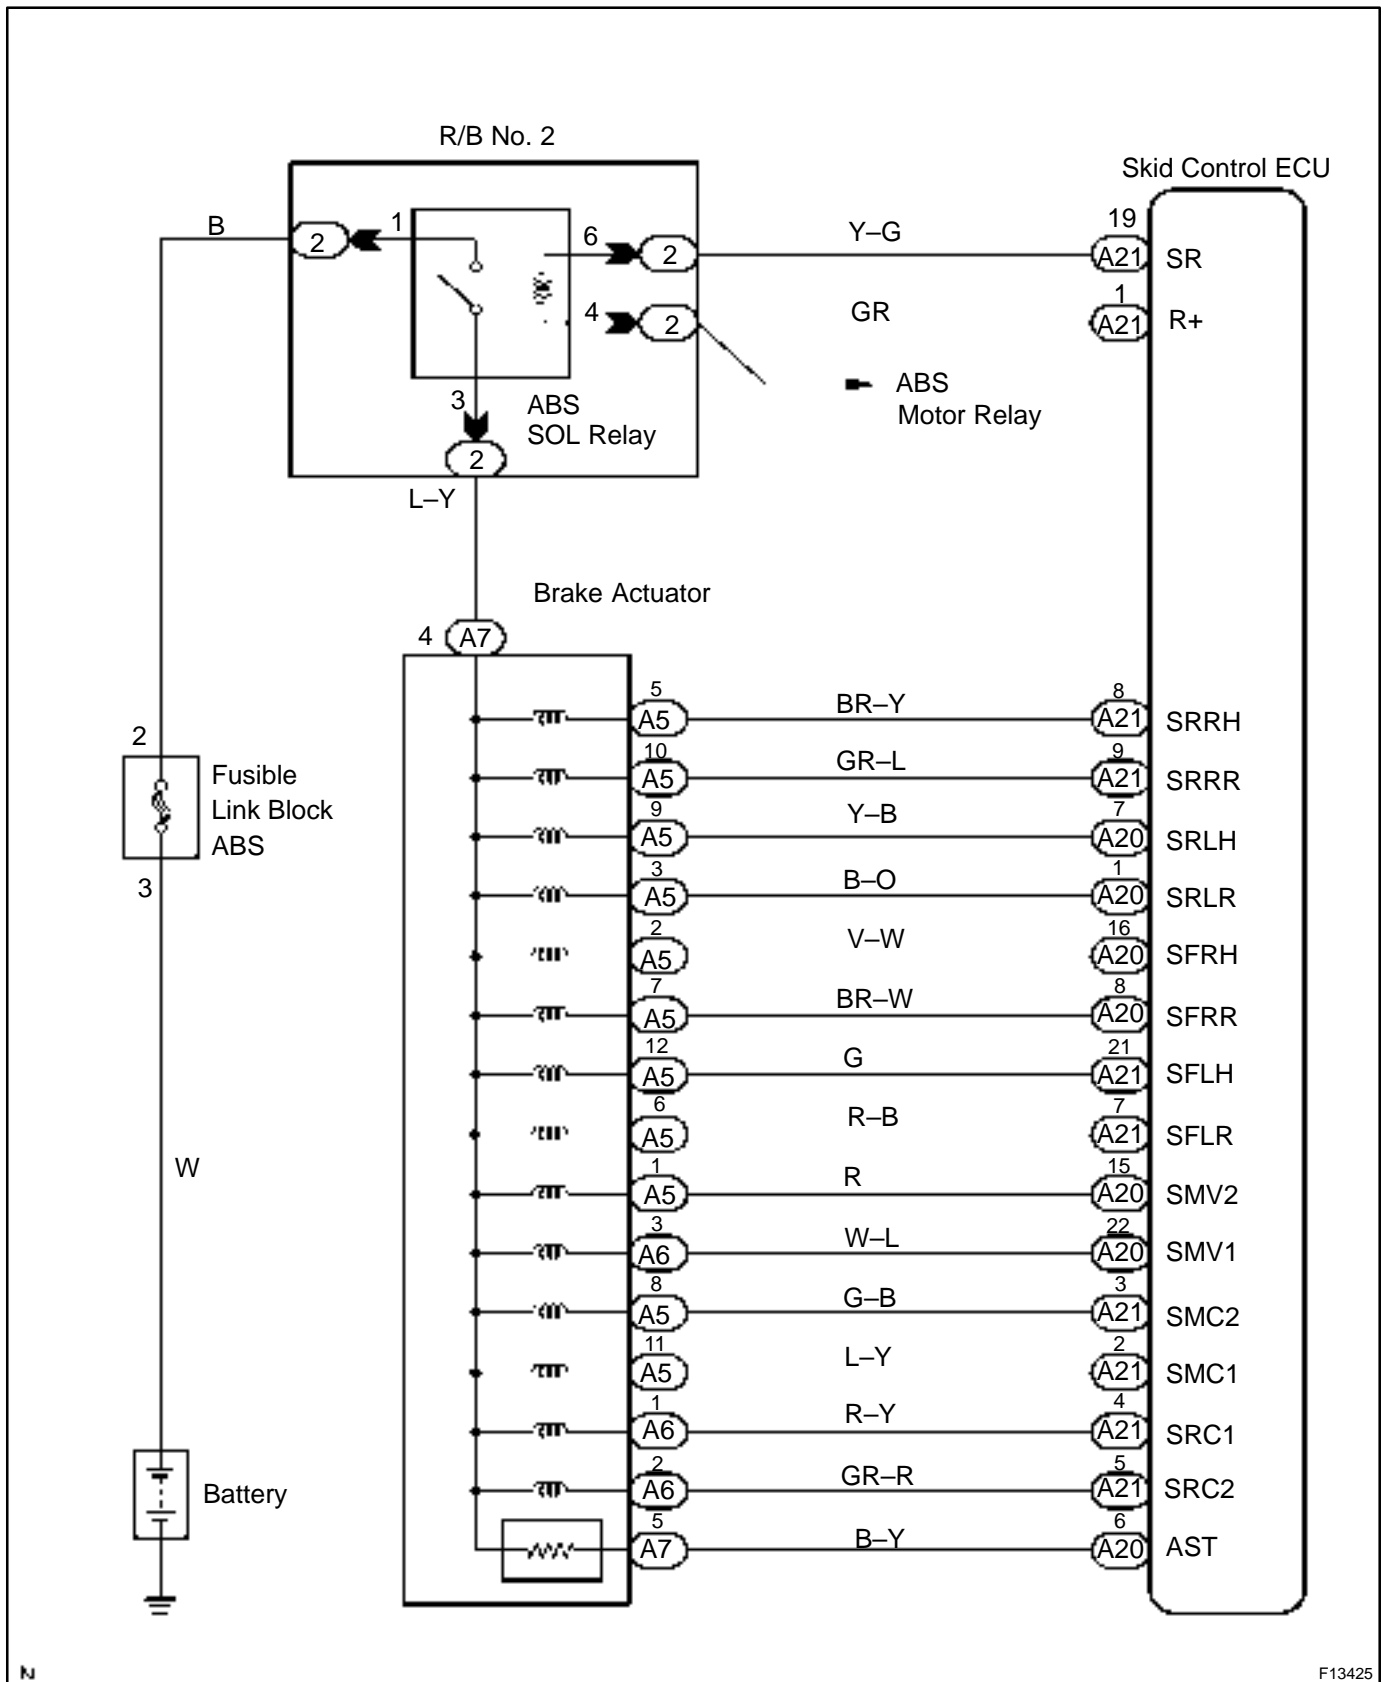 R/B No. 2
Skid Control ECU
B
2
1
6
2
Y–G
19
A21
SR
4
2
GR
1
A21
R+
ABS
Motor Relay
3
ABS
SOL Relay
2
L–Y
Brake Actuator
4
A7
5
A5
BR–Y
8
A21
SRRH
2
Fusible
Link Block
ABS
3
10
A5
GR–L
9
A21
SRRR
9
A5
Y–B
7
A20
SRLH
3
A5
B–O
1
A20
SRLR
2
A5
V–W
16
A20
SFRH
7
A5
BR–W
8
A20
SFRR
12
A5
G
21
A21
SFLH
6
A5
R–B
7
A21
SFLR
W
1
A5
R
15
A20
SMV2
3
A6
W–L
22
A20
SMV1
8
A5
G–B
3
A21
SMC2
11
A5
L–Y
2
A21
SMC1
1
A6
R–Y
4
A21
SRC1
Battery
2
A6
GR–R
5
A21
SRC2
5
A7
B–Y
6
A20
AST
N
F13425